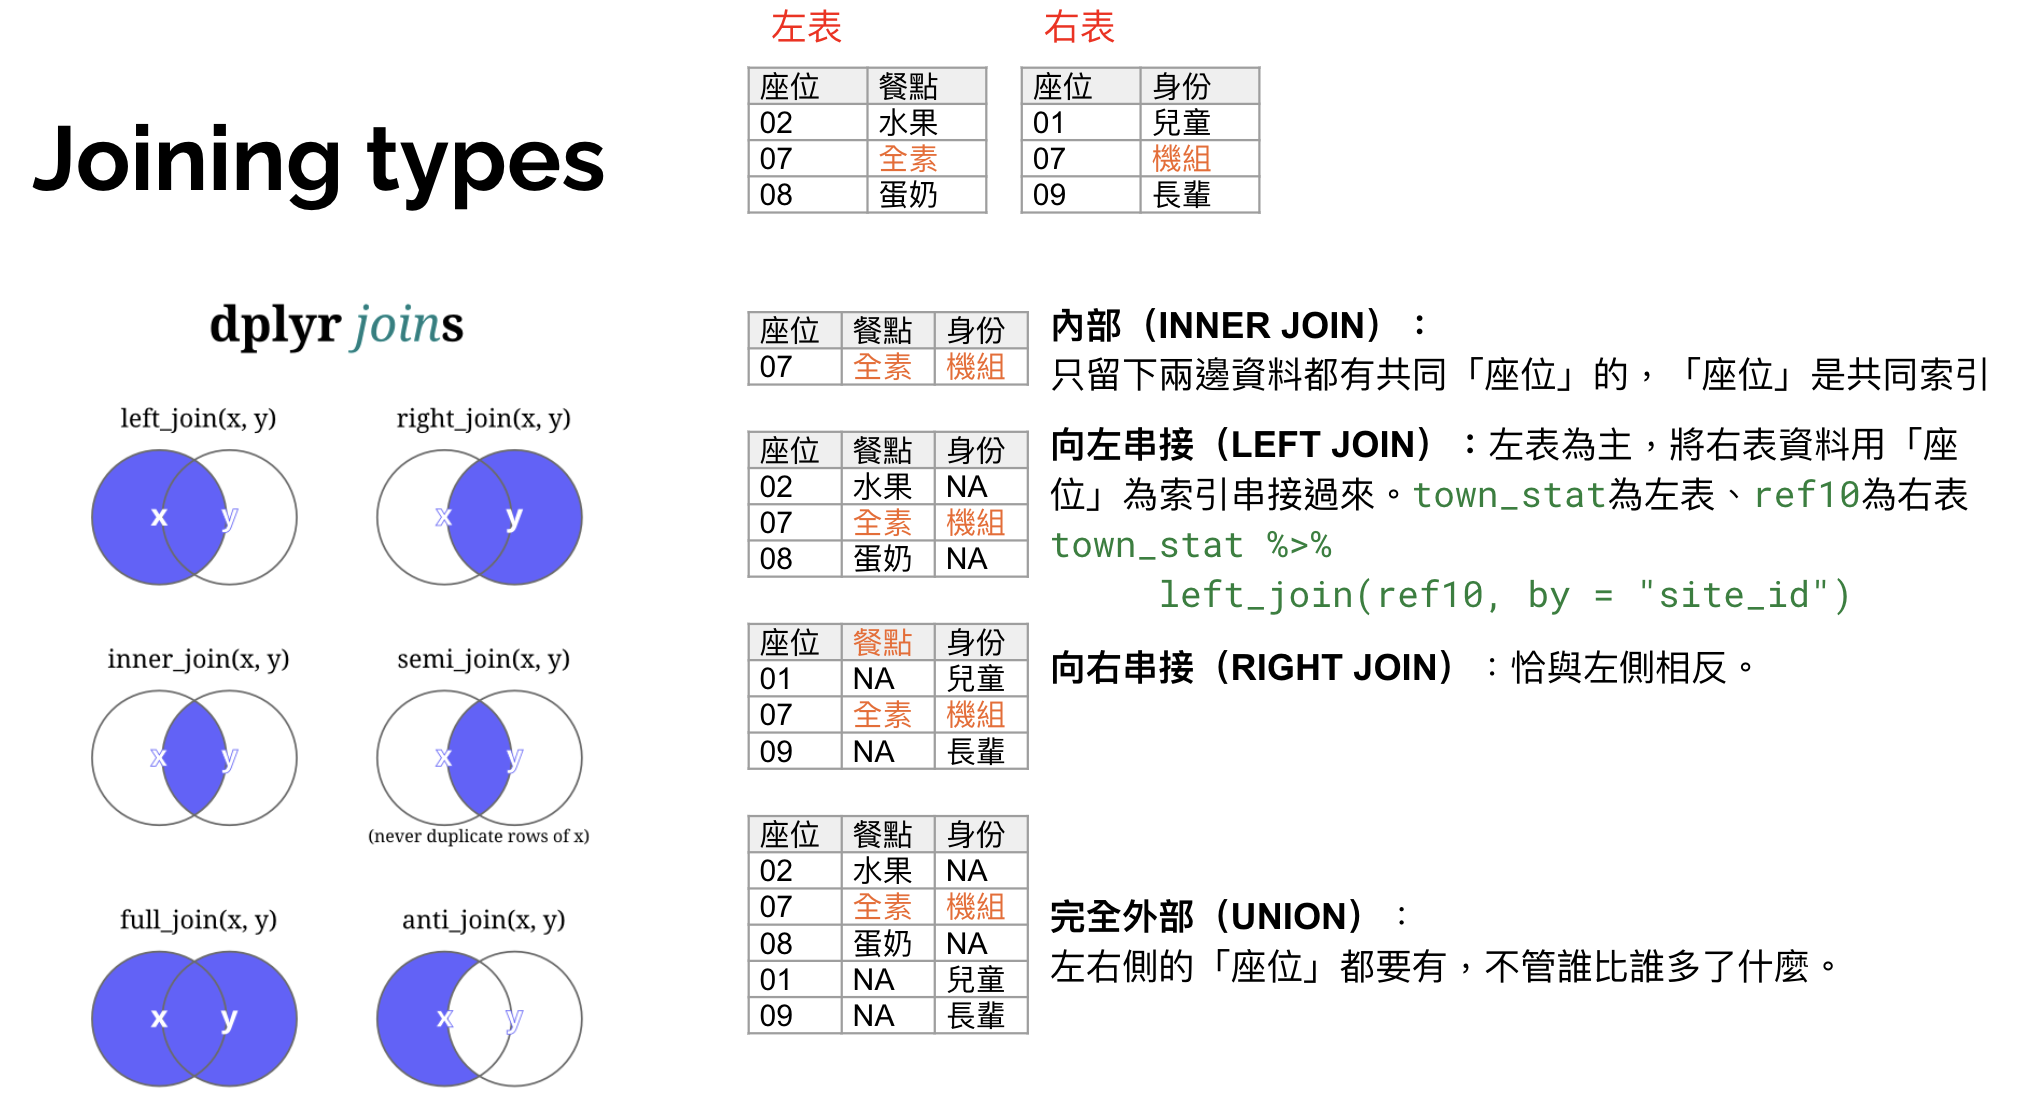 Joining types
左表
座位 餐點
02 水果
07 全素
08 蛋奶
右表
座位 身份
01 兒童
07 機組
09 長輩
dplyr joins
left_join(x, y)
x y
right_join(x, y)
x y
inner_join(x, y)
x y
semi_join(x, y)
x y
(never duplicate rows of x)
full_join(x, y)
x y
anti_join(x, y)
x y
座位 餐點 身份
07 全素 機組
內部（INNER JOIN）：
只留下兩邊資料都有共同「座位」的，「座位」是共同索引
座位 餐點 身份
02 水果 NA
07 全素 機組
08 蛋奶 NA
向左串接（LEFT JOIN）：左表為主，將右表資料用「座
位」為索引串接過來。town_stat為左表、ref10為右表
town_stat %>%
left_join(ref10, by = "site_id")
座位 餐點 身份
01 NA 兒童
07 全素 機組
09 NA 長輩
向右串接（RIGHT JOIN）：恰與左側相反。
座位 餐點 身份
02 水果 NA
07 全素 機組
08 蛋奶 NA
01 NA 兒童
09 NA 長輩
完全外部（UNION）：
左右側的「座位」都要有，不管誰比誰多了什麼。